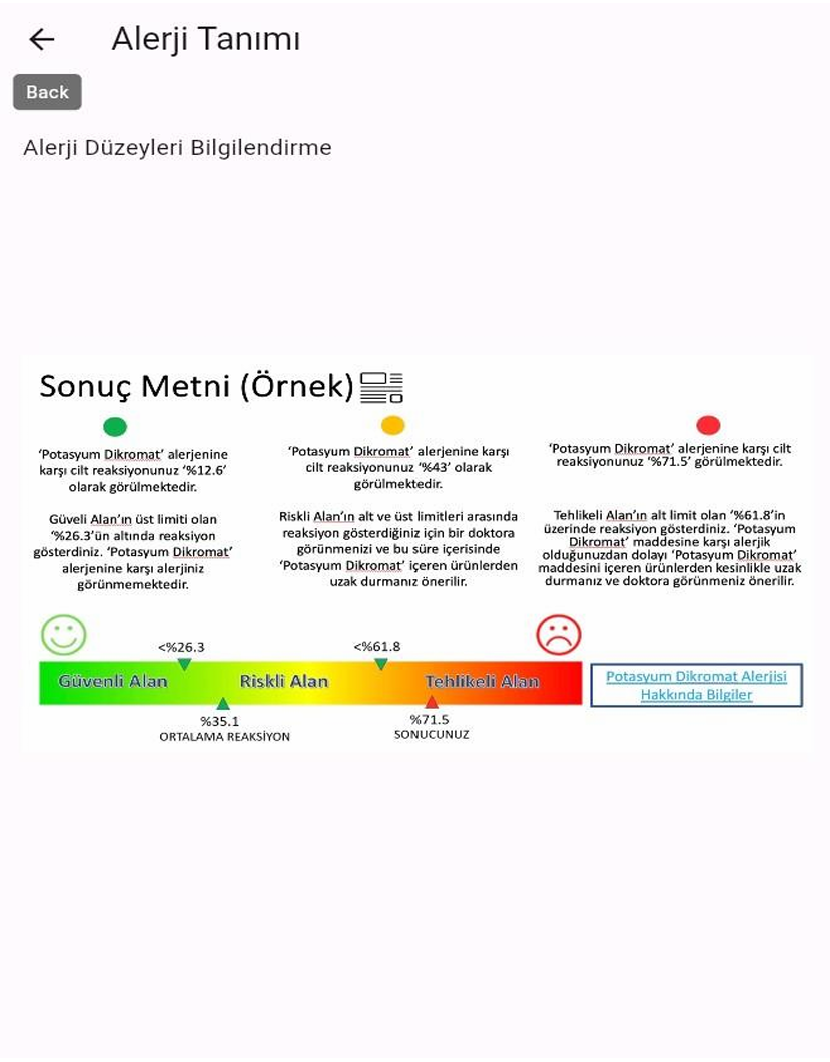 Alerji Tanımı
Back
Alerji Düzeyleri Bilgilendirme
Sonuç Metni (Örnek)
‘Potasyum Dikromat’ alerjenine
karşı cilt reaksiyonunuz ‘%12.6’
olarak görülmektedir.
Güveli Alan’ın üst limiti olan
‘%26.3’ün altında reaksiyon
gösterdiniz. ‘Potasyum Dikromat’
alerjenine karşı alerjiniz
görünmemektedir.
‘Potasyum Dikromat’ alerjenine karşı
cilt reaksiyonunuz ‘%43’ olarak
görülmektedir.
Riskli Alan’ın alt ve üst limitleri arasında
reaksiyon gösterdiğiniz için bir doktora
görünmenizi ve bu süre içerisinde
‘Potasyum Dikromat’ içeren ürünlerden
uzak durmanız önerilir.
‘Potasyum Dikromat’ alerjenine karşı cilt
reaksiyonunuz ‘%71.5’ görülmektedir.
Tehlikeli Alan’ın alt limit olan ‘%61.8’in
üzerinde reaksiyon gösterdiniz. ‘Potasyum
Dikromat’ maddesine karşı alerjik
olduğunuzdan dolayı ‘Potasyum Dikromat’
maddesini içeren ürünlerden kesinlikle uzak
durmanız ve doktora görünmeniz önerilir.
<%26.3
<%61.8
Güvenli Alan
Riskli Alan
Tehlikeli Alan
%35.1
ORTALAMA REAKSİYON
%71.5
SONUCUNUZ
Potasyum Dikromat Alerjisi
Hakkında Bilgiler